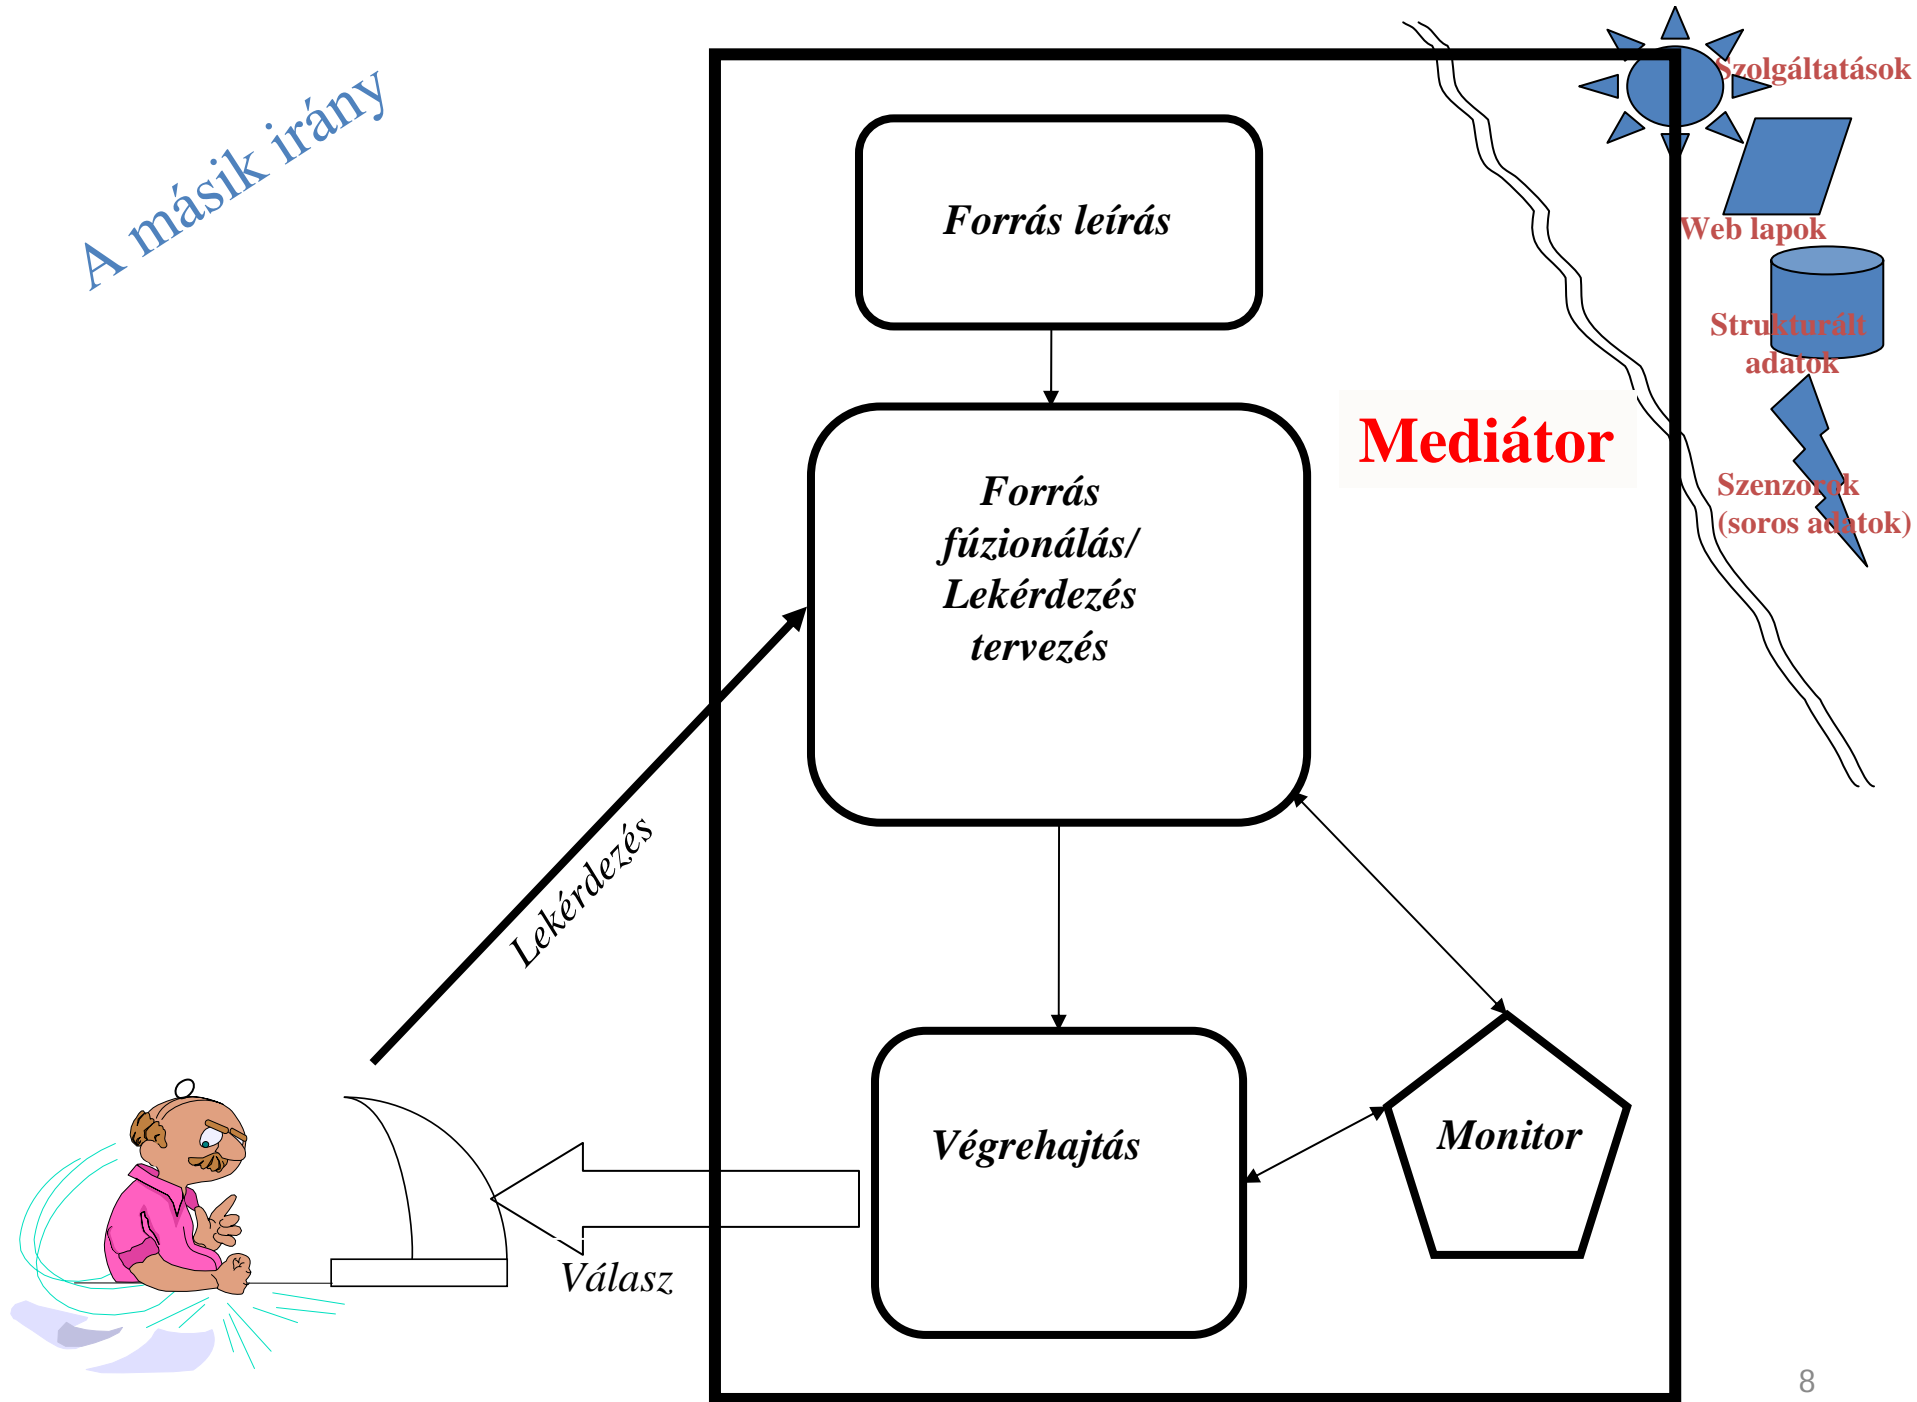 A másik irány
Szolgáltatások
Web lapok
Strukturált
adatok
Szenzorok
(soros adatok)
Forrás leírás
Mediátor
Forrás
fúzionálás/
Lekérdezés
tervezés
Lekérdezés
Végrehajtás
Monitor
Válasz
8